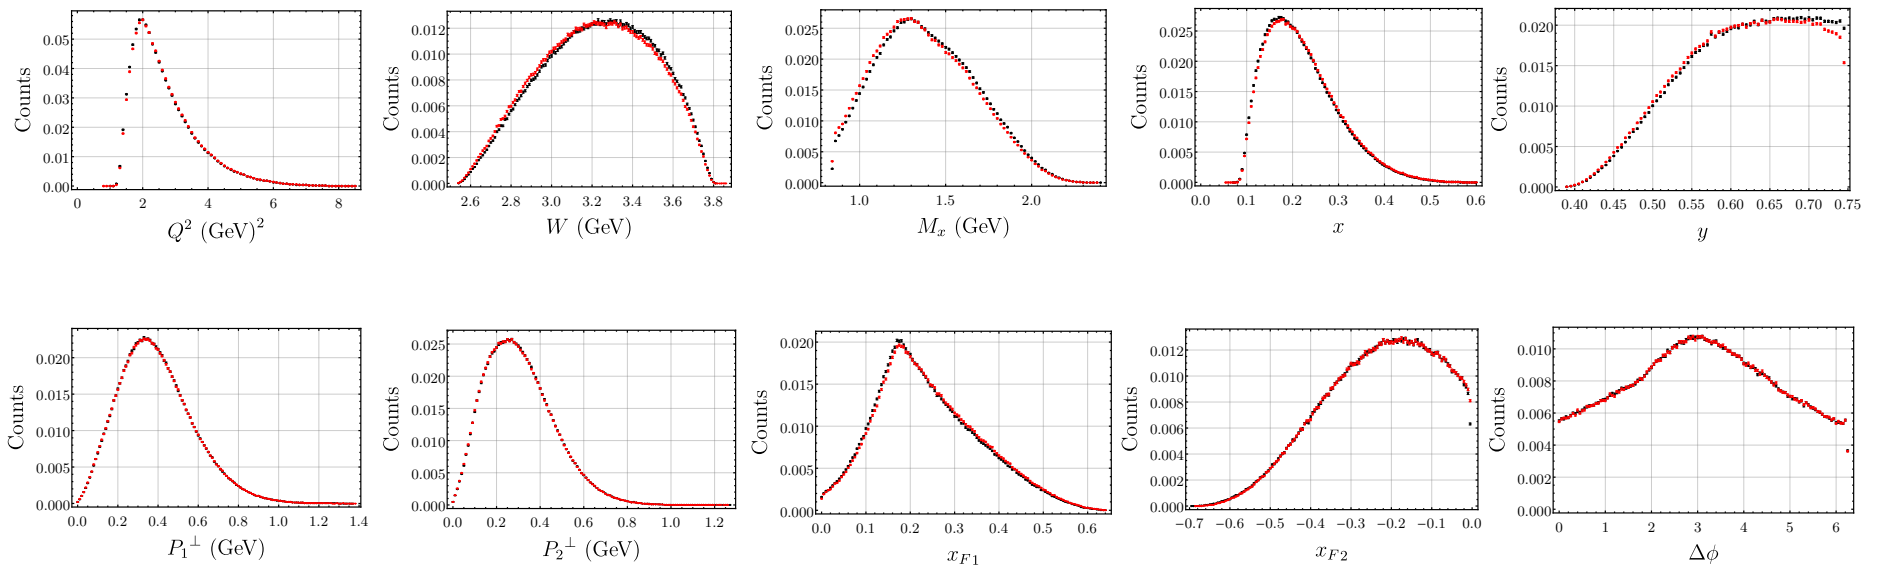 Counts
0.05
0.04
0.03
0.02
0.01
0.00
0 2 4 6 8
Q² (GeV)²
Counts
0.012
0.010
0.008
0.006
0.004
0.002
0.000
2.6 2.8 3.0 3.2 3.4 3.6 3.8
W (GeV)
Counts
0.025
0.020
0.015
0.010
0.005
0.000
1.0 1.5 2.0
Mₓ (GeV)
Counts
0.025
0.020
0.015
0.010
0.005
0.000
0.0 0.1 0.2 0.3 0.4 0.5 0.6
x
Counts
0.020
0.015
0.010
0.005
0.000
0.40 0.45 0.50 0.55 0.60 0.65 0.70 0.75
y
Counts
0.020
0.015
0.010
0.005
0.000
0.0 0.2 0.4 0.6 0.8 1.0 1.2 1.4
P₁⊥ (GeV)
Counts
0.025
0.020
0.015
0.010
0.005
0.000
0.0 0.2 0.4 0.6 0.8 1.0 1.2
P₂⊥ (GeV)
Counts
0.020
0.015
0.010
0.005
0.000
0.0 0.1 0.2 0.3 0.4 0.5 0.6
x_F1
Counts
0.012
0.010
0.008
0.006
0.004
0.002
0.000
−0.7 −0.6 −0.5 −0.4 −0.3 −0.2 −0.1 0.0
x_F2
Counts
0.010
0.008
0.006
0.004
0.002
0.000
0 1 2 3 4 5 6
Δϕ